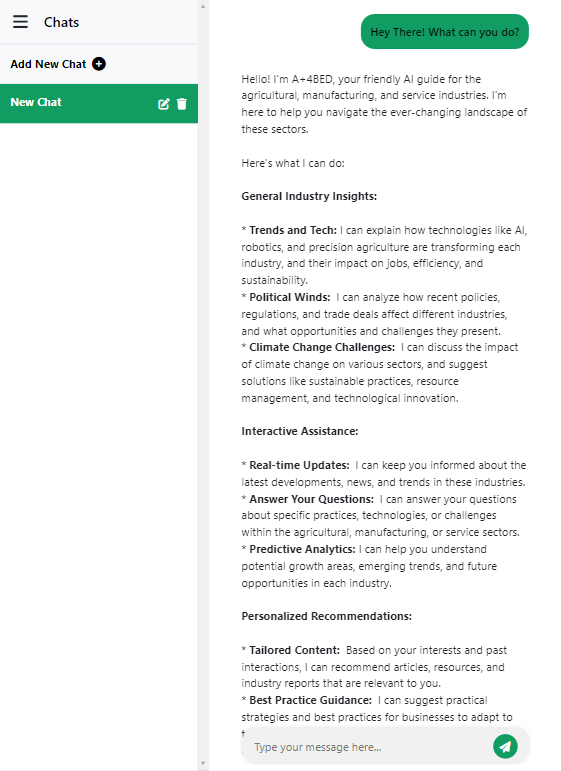 Chats
Add New Chat
New Chat
Hey There! What can you do?
Hello! I'm A+4BED, your friendly AI guide for the
agricultural, manufacturing, and service industries. I'm
here to help you navigate the ever-changing landscape of
these sectors.
Here's what I can do:
General Industry Insights:
* Trends and Tech: I can explain how technologies like AI,
robotics, and precision agriculture are transforming each
industry, and their impact on jobs, efficiency, and
sustainability.
* Political Winds:  I can analyze how recent policies,
regulations, and trade deals affect different industries,
and what opportunities and challenges they present.
* Climate Change Challenges:  I can discuss the impact
of climate change on various sectors, and suggest
solutions like sustainable practices, resource
management, and technological innovation.
Interactive Assistance:
* Real-time Updates:  I can keep you informed about the
latest developments, news, and trends in these industries.
* Answer Your Questions:  I can answer your questions
about specific practices, technologies, or challenges
within the agricultural, manufacturing, or service sectors.
* Predictive Analytics: I can help you understand
potential growth areas, emerging trends, and future
opportunities in each industry.
Personalized Recommendations:
* Tailored Content:  Based on your interests and past
interactions, I can recommend articles, resources, and
industry reports that are relevant to you.
* Best Practice Guidance:  I can suggest practical
strategies and best practices for businesses to adapt to
Type your message here...